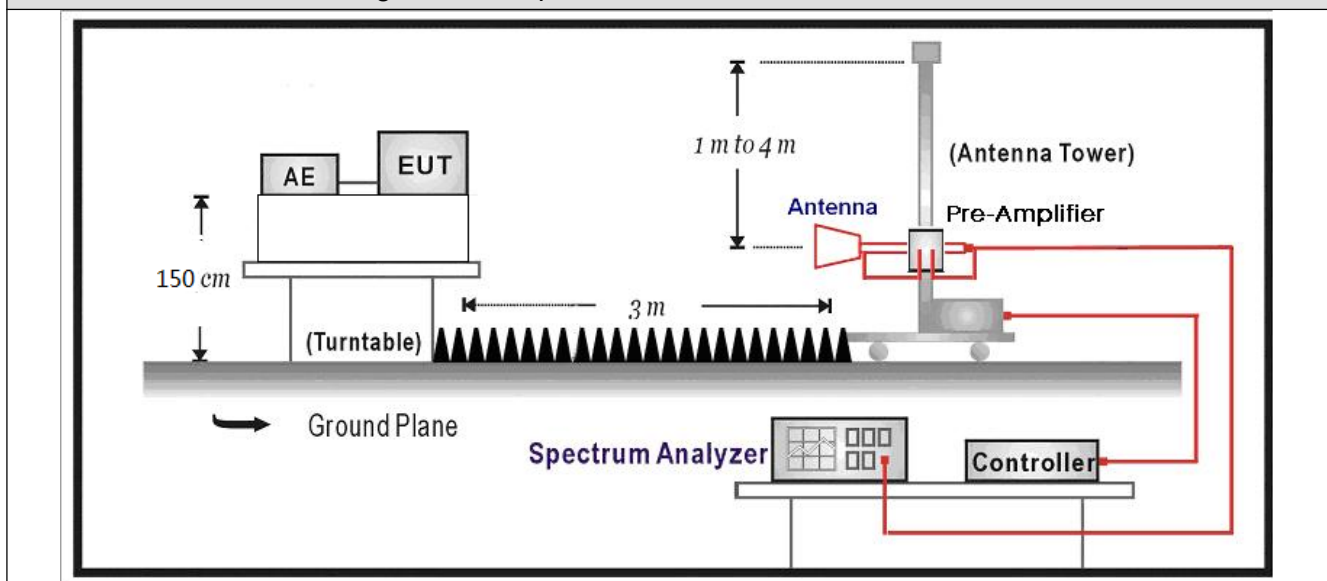 1 m to 4 m
(Antenna Tower)
AE
EUT
Antenna
Pre-Amplifier
150 cm
3 m
(Turntable)
Ground Plane
Spectrum Analyzer
Controller